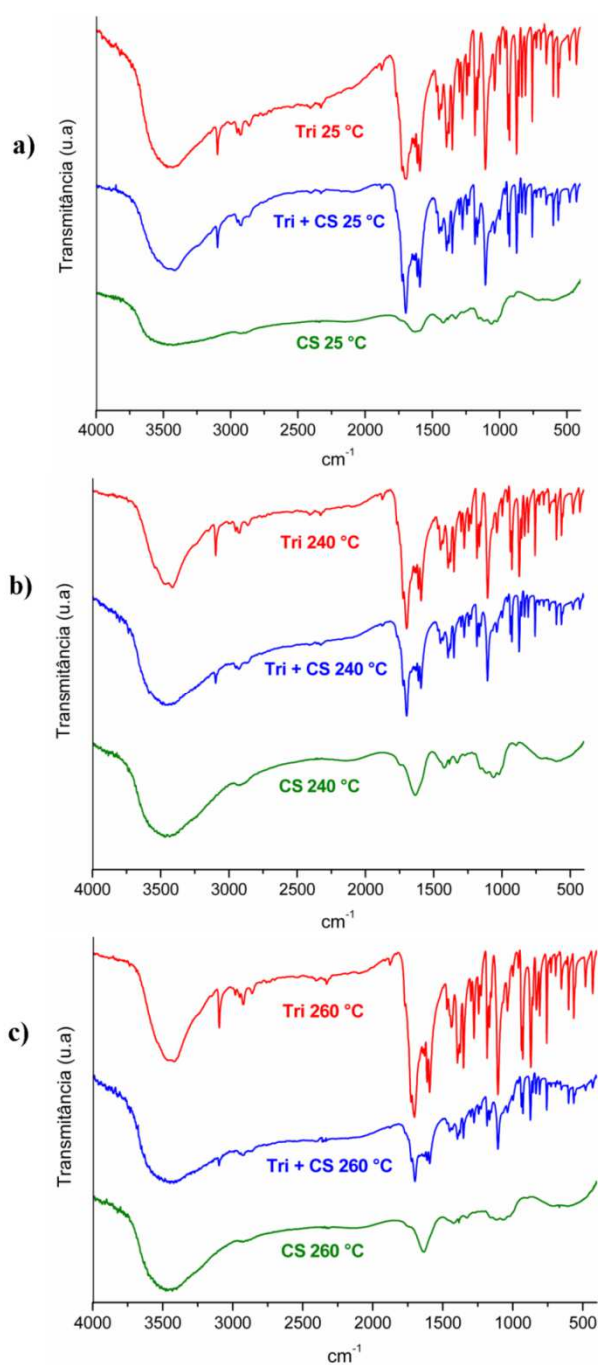 a)
Transmitância (u.a)
Tri 25 °C
Tri + CS 25 °C
CS 25 °C
4000 3500 3000 2500 2000 1500 1000 500
cm⁻¹
b)
Transmitância (u.a)
Tri 240 °C
Tri + CS 240 °C
CS 240 °C
4000 3500 3000 2500 2000 1500 1000 500
cm⁻¹
c)
Transmitância (u.a)
Tri 260 °C
Tri + CS 260 °C
CS 260 °C
4000 3500 3000 2500 2000 1500 1000 500
cm⁻¹